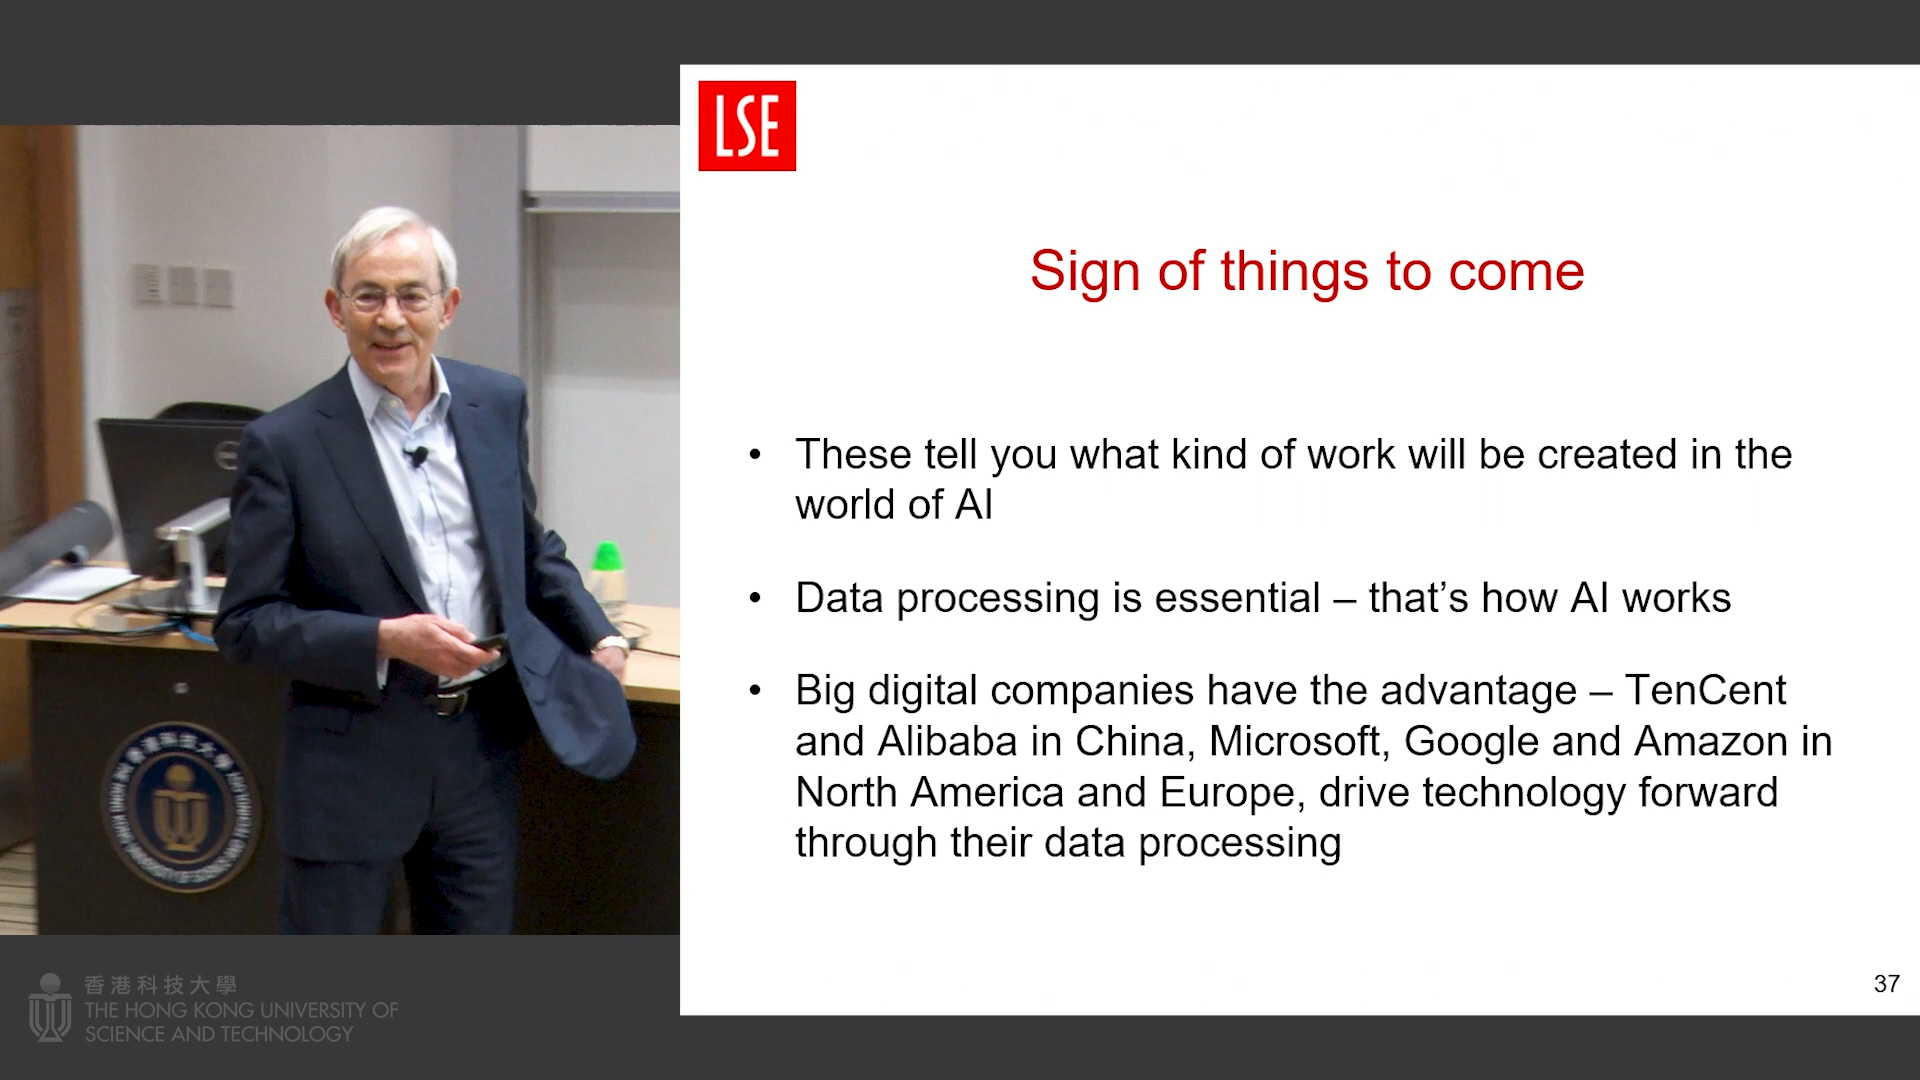 LSE
Sign of things to come
• These tell you what kind of work will be created in the
world of AI
• Data processing is essential – that’s how AI works
• Big digital companies have the advantage – TenCent
and Alibaba in China, Microsoft, Google and Amazon in
North America and Europe, drive technology forward
through their data processing
37
香港科技大學
THE HONG KONG UNIVERSITY OF
SCIENCE AND TECHNOLOGY